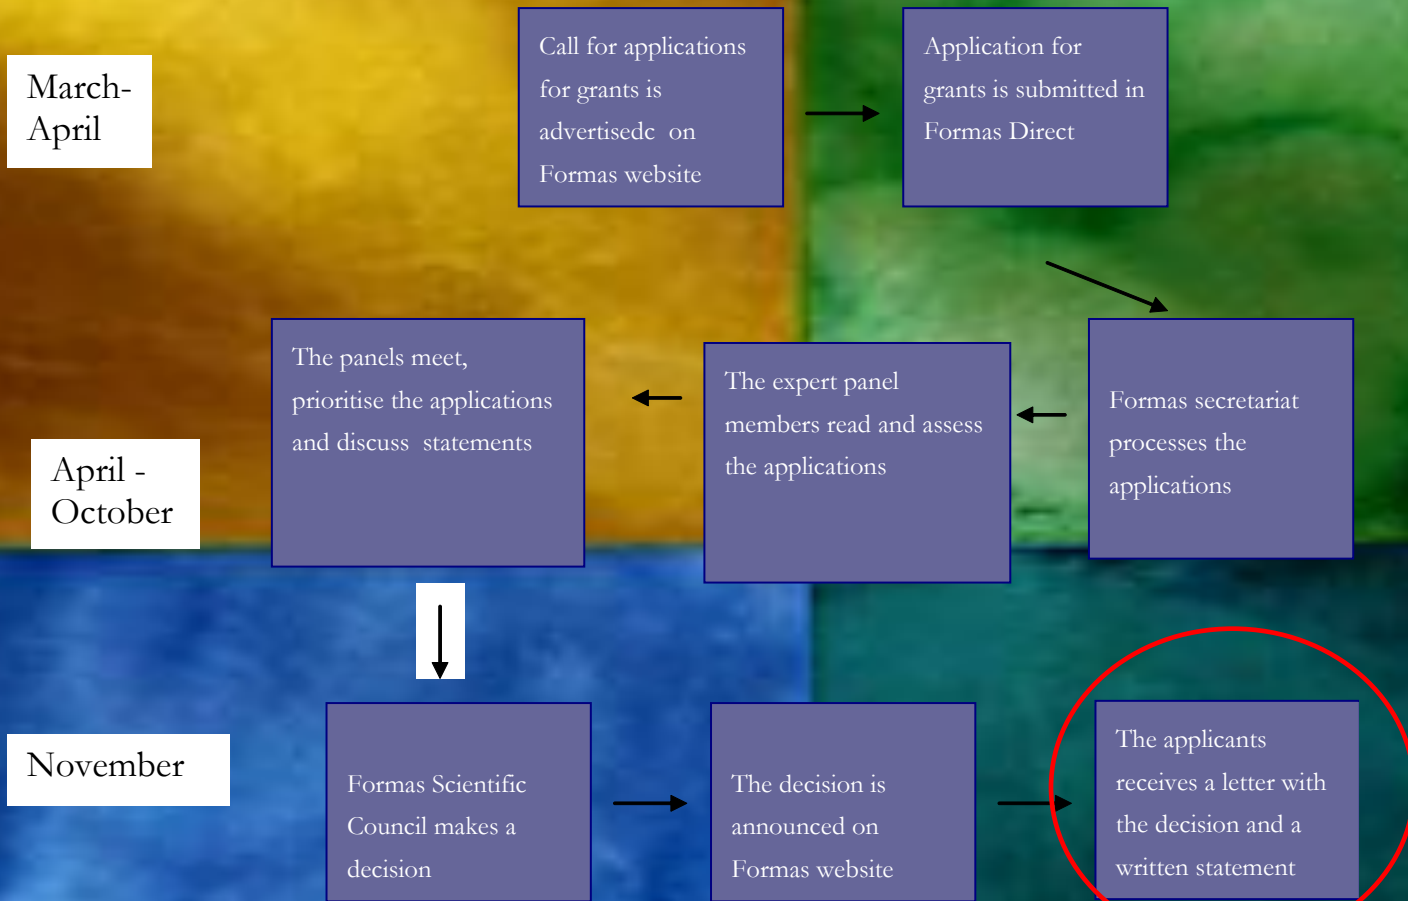 March-
April
Call for applications
for grants is
advertisedc on
Formas website
Application for
grants is submitted in
Formas Direct
April -
October
The panels meet,
prioritise the applications
and discuss statements
The expert panel
members read and assess
the applications
Formas secretariat
processes the
applications
November
Formas Scientific
Council makes a
decision
The decision is
announced on
Formas website
The applicants
receives a letter with
the decision and a
written statement